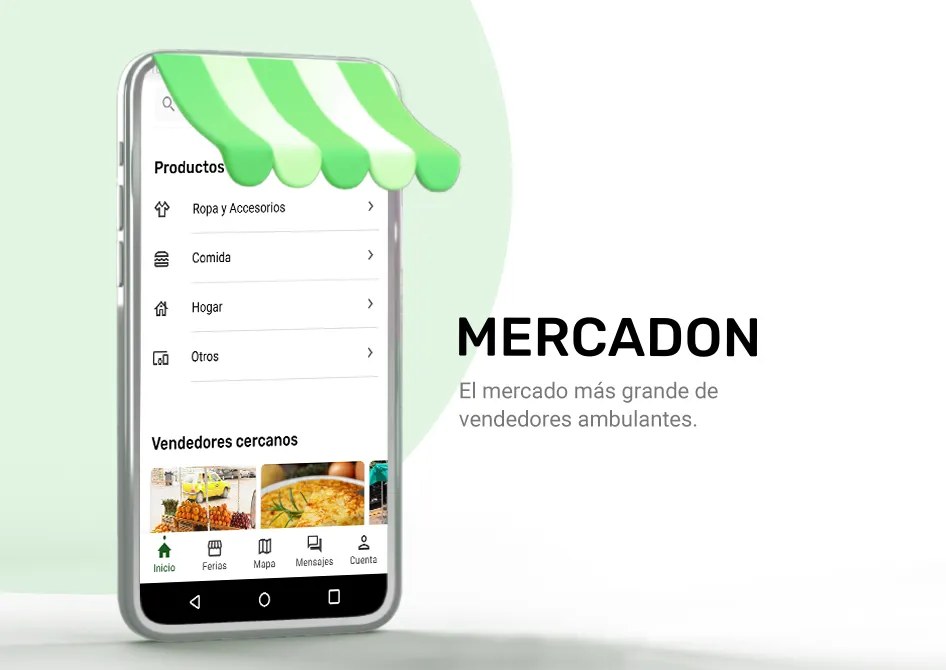 Productos
Ropa y Accesorios
Comida
Hogar
Otros
Vendedores cercanos
Inicio
Ferias
Mapa
Mensajes
Cuenta
MERCADON
El mercado más grande de
vendedores ambulantes.